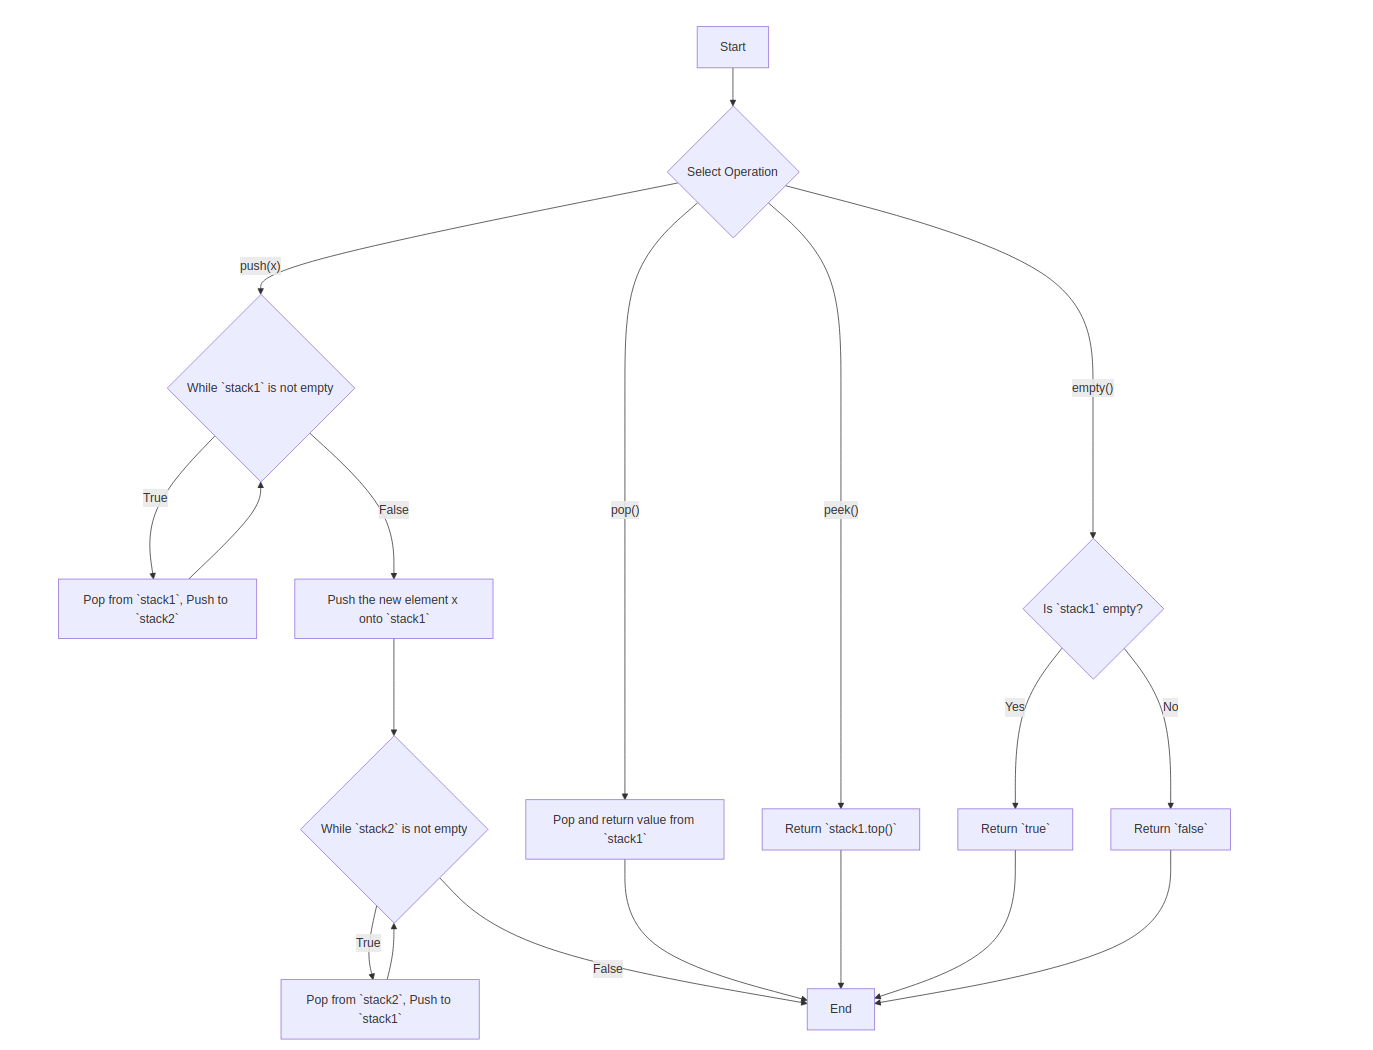 Start
Select Operation
push(x)
While `stack1` is not empty
empty()
True
False
pop()
peek()
Pop from `stack1`, Push to
`stack2`
Push the new element x
onto `stack1`
Is `stack1` empty?
Yes
No
While `stack2` is not empty
Pop and return value from
`stack1`
Return `stack1.top()`
Return `true`
Return `false`
True
False
Pop from `stack2`, Push to
`stack1`
End